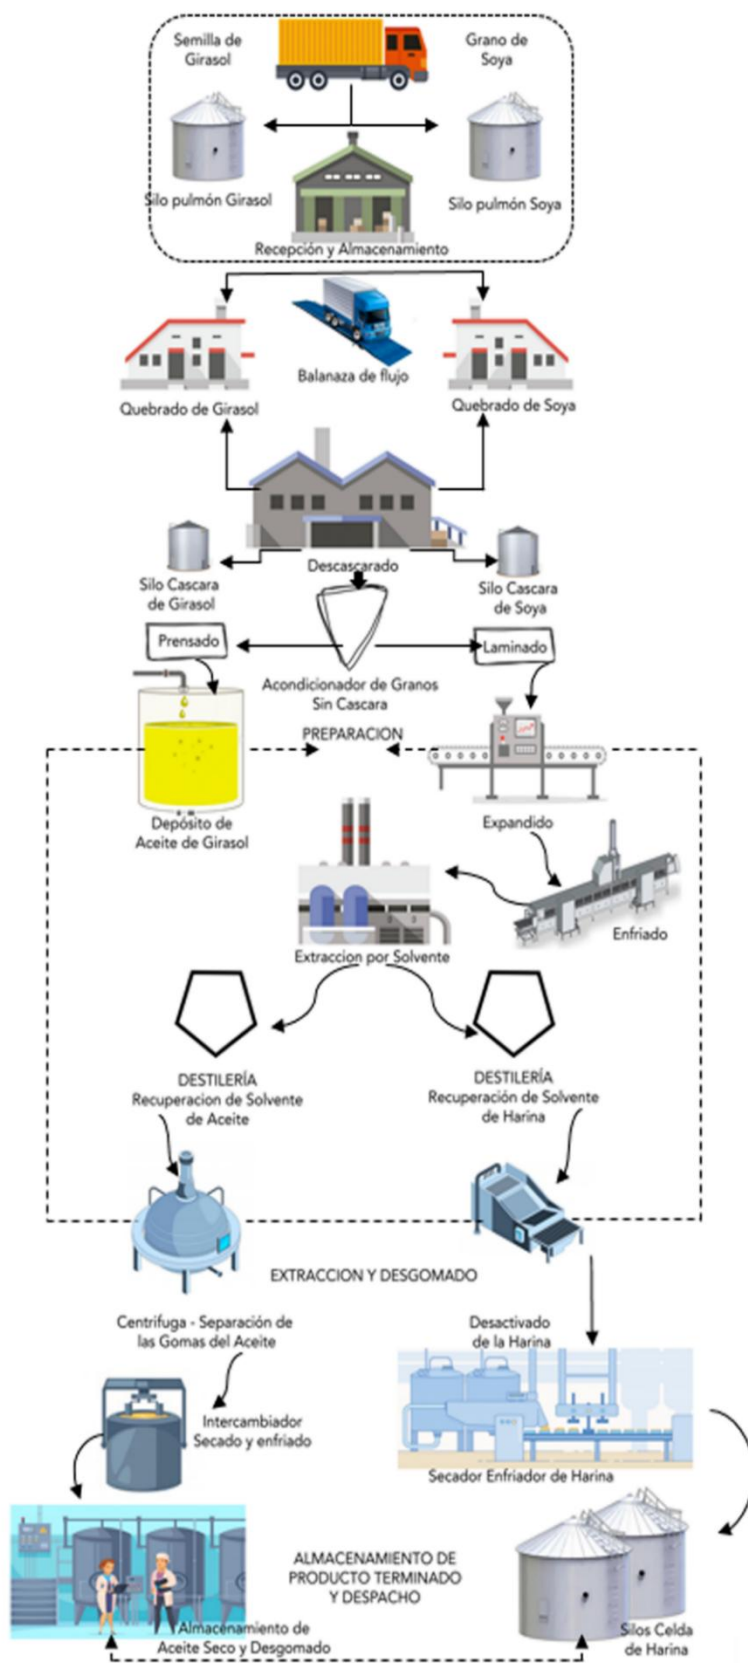 Semilla de
Girasol
Grano de
Soya
Silo pulmón Girasol
Silo pulmón Soya
Recepción y Almacenamiento
Balanaza de flujo
Quebrado de Girasol
Quebrado de Soya
Descascarado
Silo Cascara
de Girasol
Silo Cascara
de Soya
Prensado
Laminado
Acondicionador de Granos
Sin Cascara
PREPARACION
Depósito de
Aceite de Girasol
Expandido
Enfriado
Extraccion por Solvente
DESTILERÍA
Recuperacion de Solvente
de Aceite
DESTILERÍA
Recuperación de Solvente
de Harina
EXTRACCION Y DESGOMADO
Centrifuga - Separación de
las Gomas del Aceite
Desactivado
de la Harina
Intercambiador
Secado y enfriado
Secador Enfriador de Harina
ALMACENAMIENTO DE
PRODUCTO TERMINADO
Y DESPACHO
Almacenamiento de
Aceite Seco y Desgomado
Silos Celda
de Harina